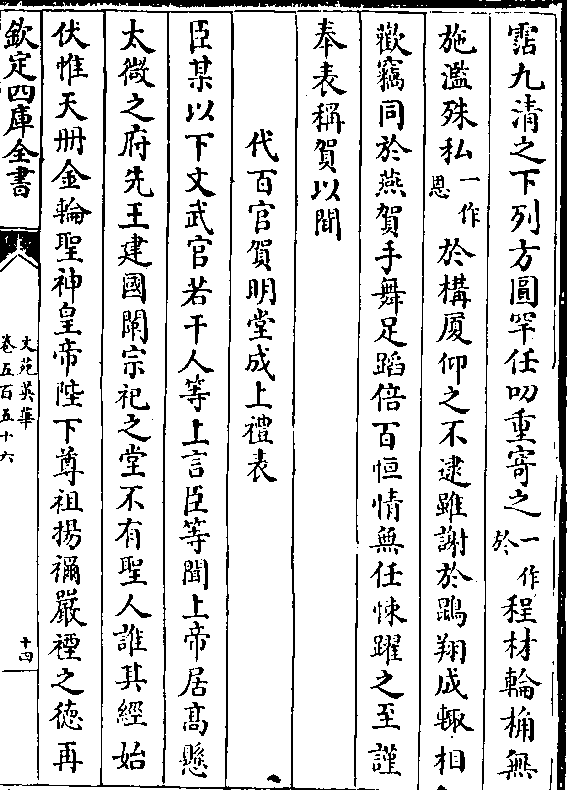 霑九清之下列方圓罕任叨重寄之一作於程材輪桷無
施濫殊私一作恩於構厦仰之不逮雖謝於鵾翔成輙相
歡竊同於燕賀手舞足蹈倍百恒情無任悚躍之至謹
奉表稱賀以聞
代百官賀明堂成上禮表
臣某以下文武官若干人等上言臣等聞上帝居高懸
太微之府先王建國闢宗祀之堂不有聖人誰其經始
伏惟天册金輪聖神皇帝陛下尊祖揚禰嚴禋之德再
欽定四庫全書
文苑英華
卷五百五十六
十四